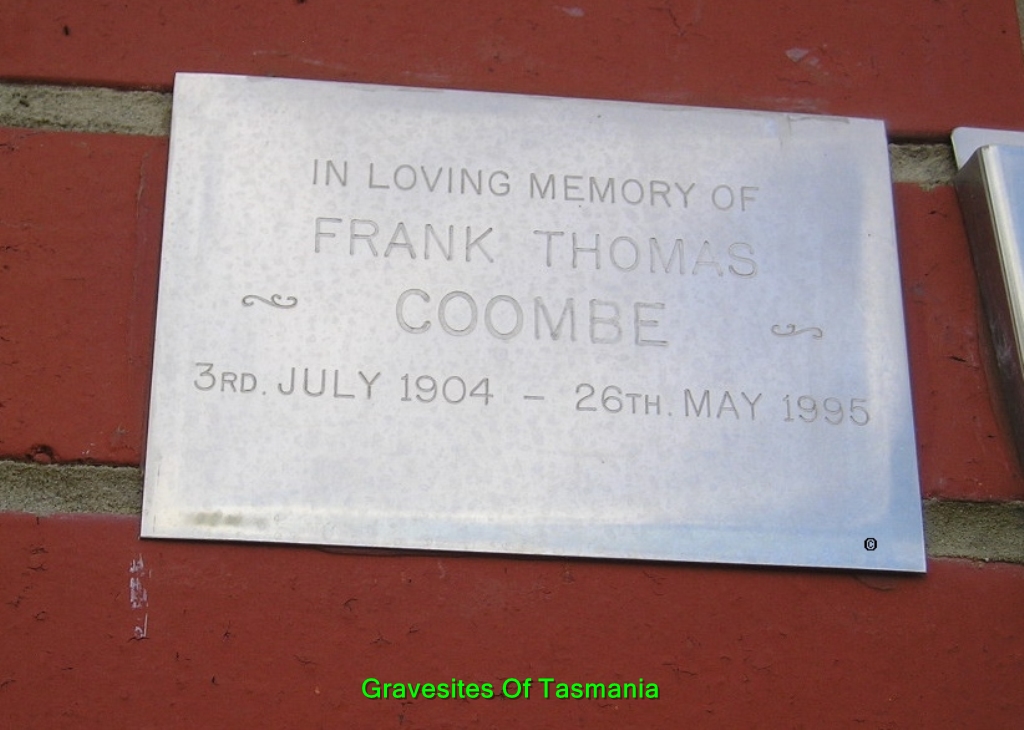 IN LOVING MEMORY OF
FRANK THOMAS
COOMBE
3RD. JULY 1904 - 26TH. MAY 1995
©
Gravesites Of Tasmania